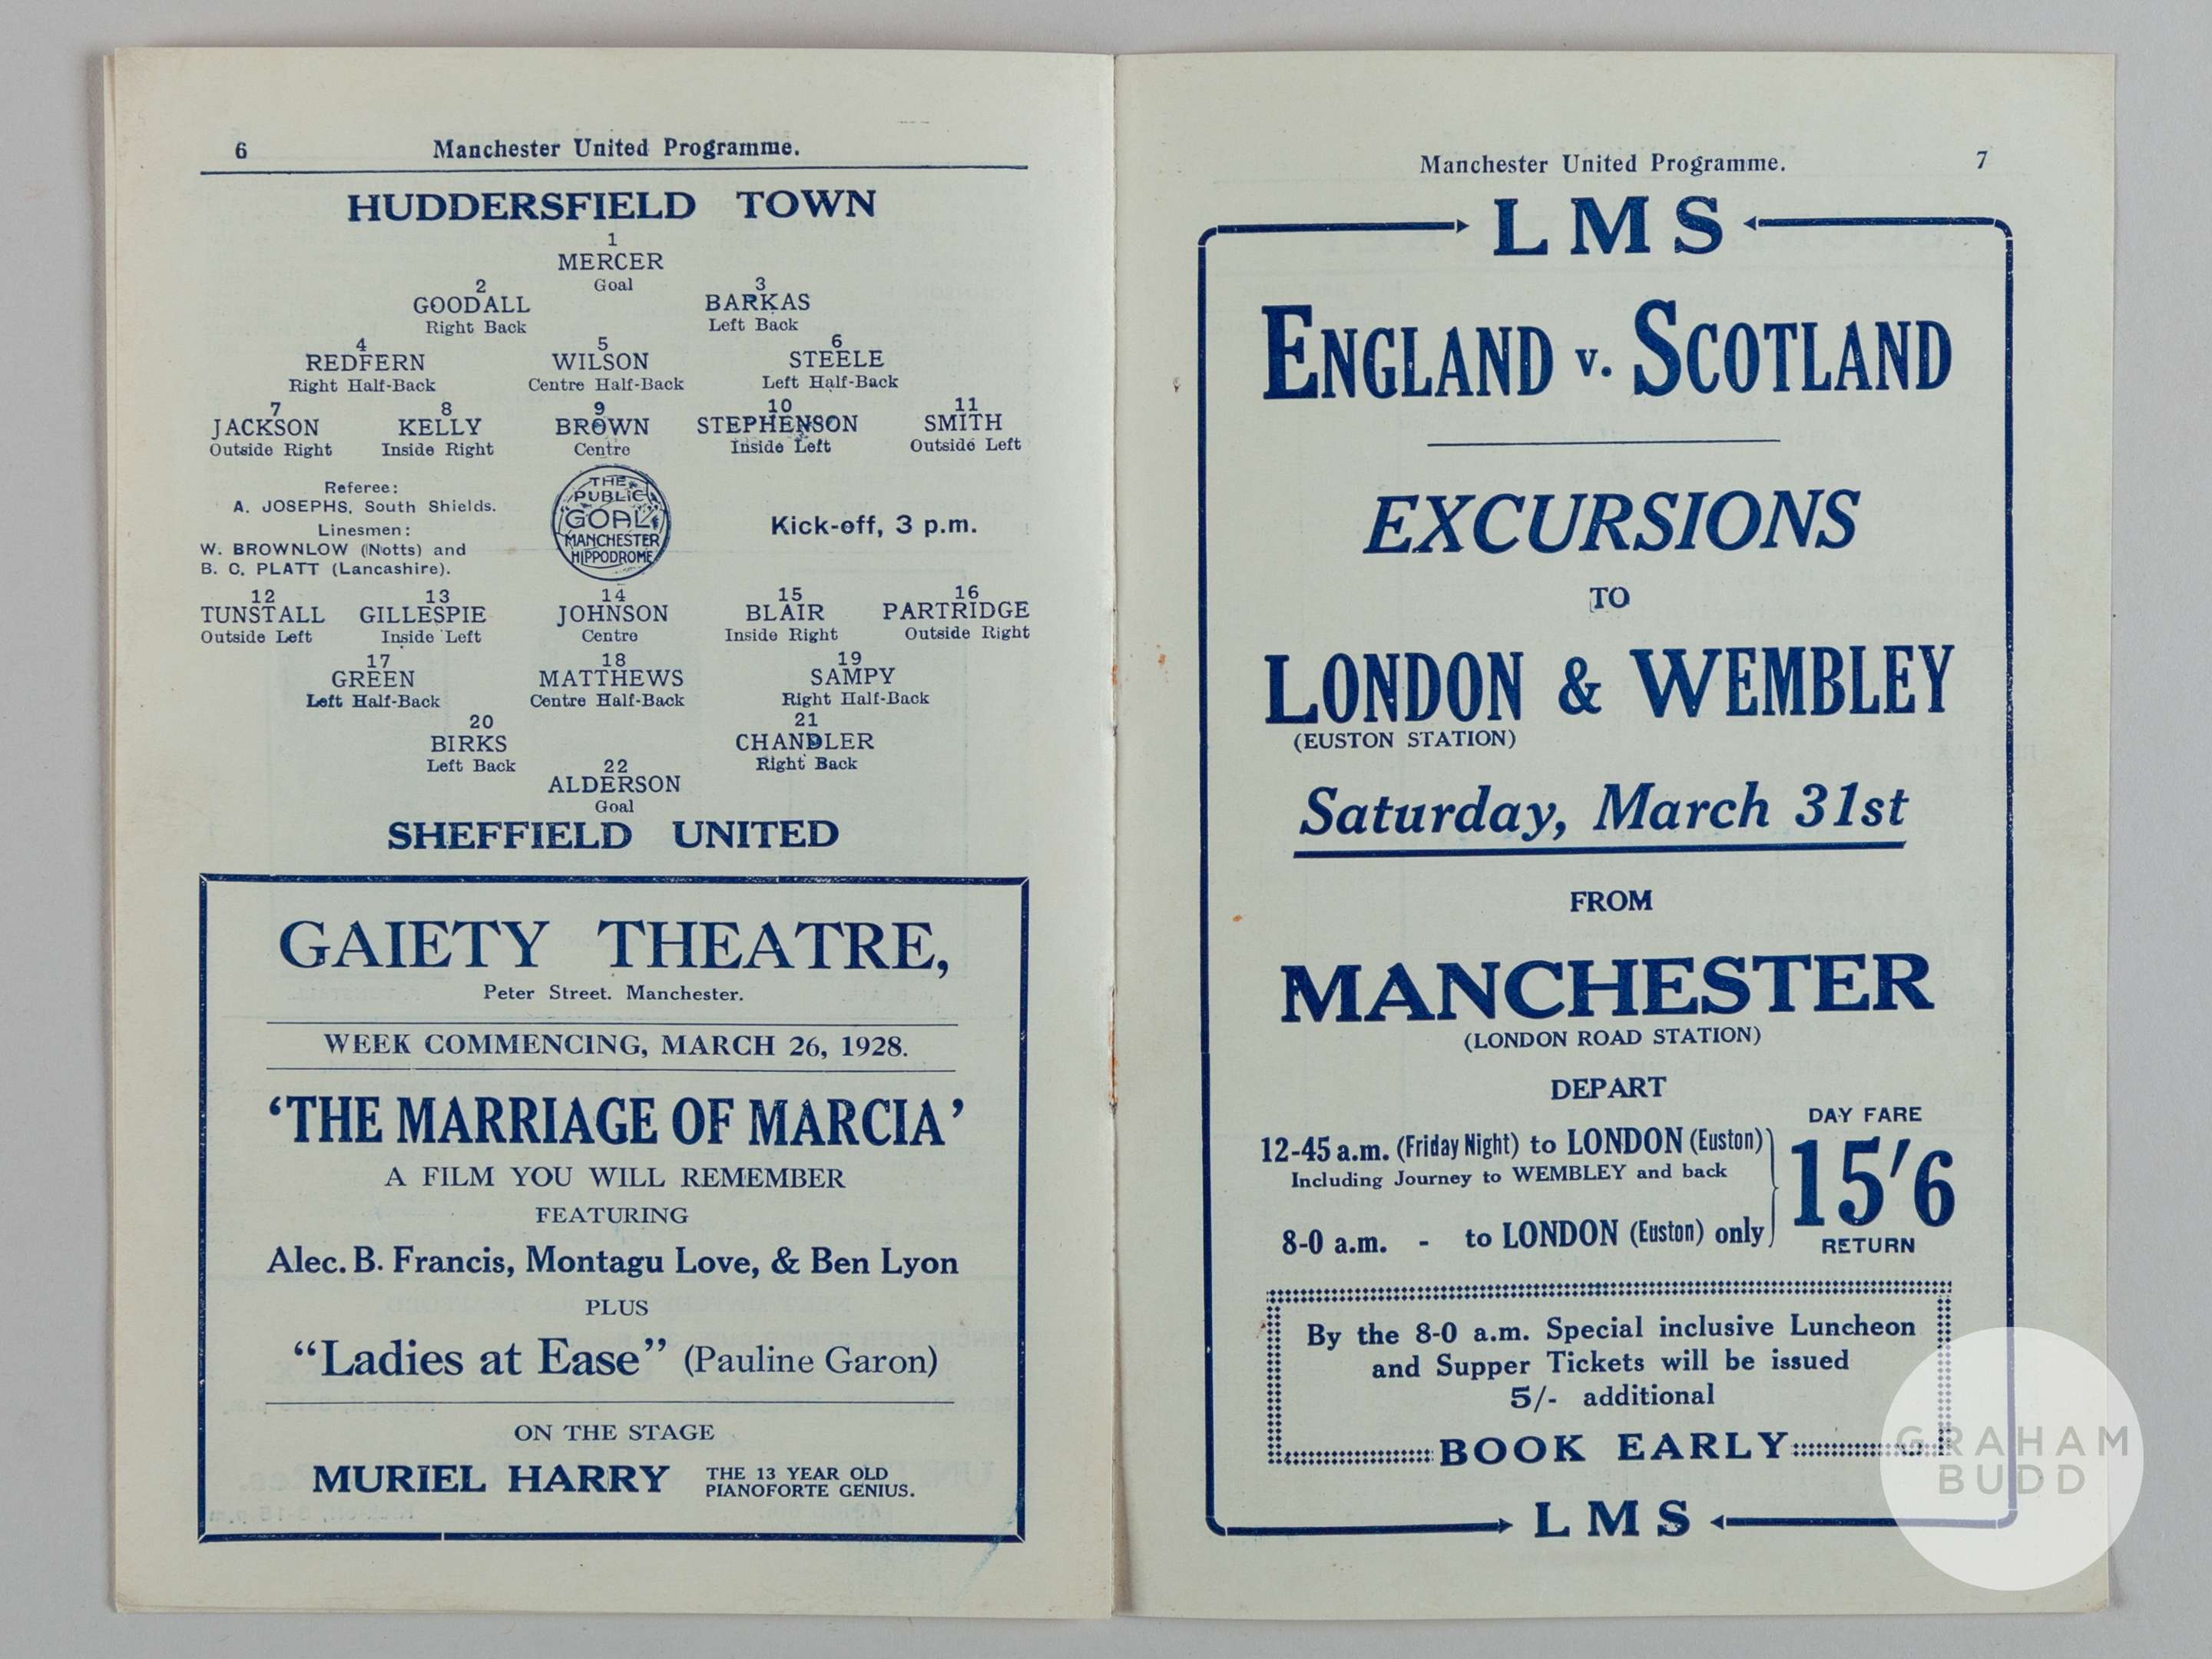 6 Manchester United Programme.
HUDDERSFIELD TOWN
1
MERCER
Goal
2 3
GOODALL BARKAS
Right Back Left Back
4 5 6
REDFERN WILSON STEELE
Right Half-Back Centre Half-Back Left Half-Back
7 8 9 10 11
JACKSON KELLY BROWN STEPHENSON SMITH
Outside Right Inside Right Centre Inside Left Outside Left
Referee:
A. JOSEPHS, South Shields.
Linesmen:
W. BROWNLOW (Notts) and
B. C. PLATT (Lancashire).
THE
PUBLIC
GOAL
MANCHESTER
HIPPODROME
Kick-off, 3 p.m.
12 13 14 15 16
TUNSTALL GILLESPIE JOHNSON BLAIR PARTRIDGE
Outside Left Inside Left Centre Inside Right Outside Right
17 18 19
GREEN MATTHEWS SAMPY
Left Half-Back Centre Half-Back Right Half-Back
20 21
BIRKS CHANDLER
Left Back Right Back
22
ALDERSON
Goal
SHEFFIELD UNITED
GAIETY THEATRE,
Peter Street. Manchester.
WEEK COMMENCING, MARCH 26, 1928.
‘THE MARRIAGE OF MARCIA’
A FILM YOU WILL REMEMBER
FEATURING
Alec. B. Francis, Montagu Love, & Ben Lyon
PLUS
“Ladies at Ease” (Pauline Garon)
ON THE STAGE
MURIEL HARRY THE 13 YEAR OLD
PIANOFORTE GENIUS.
Manchester United Programme. 7
LMS
ENGLAND v. SCOTLAND
EXCURSIONS
TO
LONDON & WEMBLEY
(EUSTON STATION)
Saturday, March 31st
FROM
MANCHESTER
(LONDON ROAD STATION)
DEPART
12-45 a.m. (Friday Night) to LONDON (Euston)
Including Journey to WEMBLEY and back
8-0 a.m. - to LONDON (Euston) only
DAY FARE
15'6
RETURN
By the 8-0 a.m. Special inclusive Luncheon
and Supper Tickets will be issued
5/- additional
BOOK EARLY
LMS
GRAHAM
BUDD